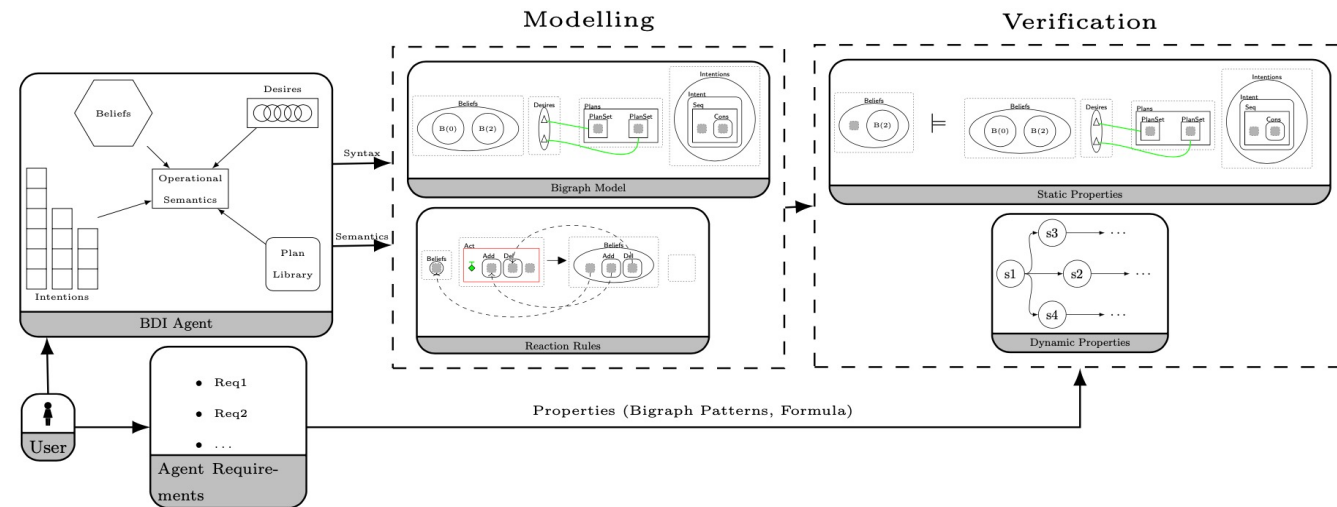 Modelling
Verification
Beliefs
Desires
Operational
Semantics
Plan
Library
Intentions
BDI Agent
Syntax
Semantics
Beliefs
B(0)
B(2)
Desires
Plans
PlanSet
PlanSet
Intentions
Intent
Seq
Cons
Bigraph Model
Beliefs
Act
Add
Del
Beliefs
Add
Del
Reaction Rules
Beliefs
B(2)
⊨
Beliefs
B(0)
B(2)
Desires
Plans
PlanSet
PlanSet
Intentions
Intent
Seq
Cons
Static Properties
s1
s3
· · ·
s2
· · ·
s4
· · ·
Dynamic Properties
User
• Req1
• Req2
• . . .
Agent Require-
ments
Properties (Bigraph Patterns, Formula)